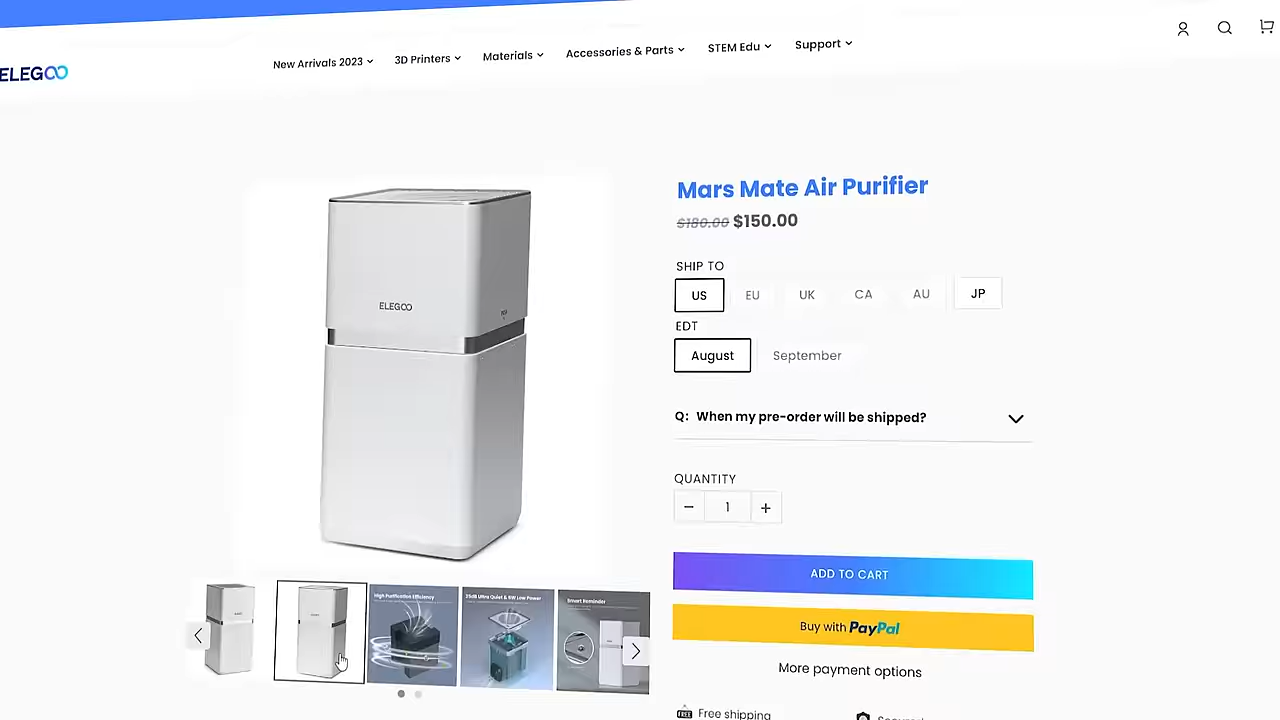 New Arrivals 2023
3D Printers
Materials
Accessories & Parts
STEM Edu
Support
ELEGOO
Mars Mate Air Purifier
$180.00 $150.00
SHIP TO
US EU UK CA AU JP
EDT
August September
Q: When my pre-order will be shipped?
QUANTITY
− 1 +
ADD TO CART
Buy with PayPal
More payment options
FREE Free shipping
ELEGOO
High Purification Efficiency
25dB Ultra Quiet & 6W Low Power
Smart Reminder